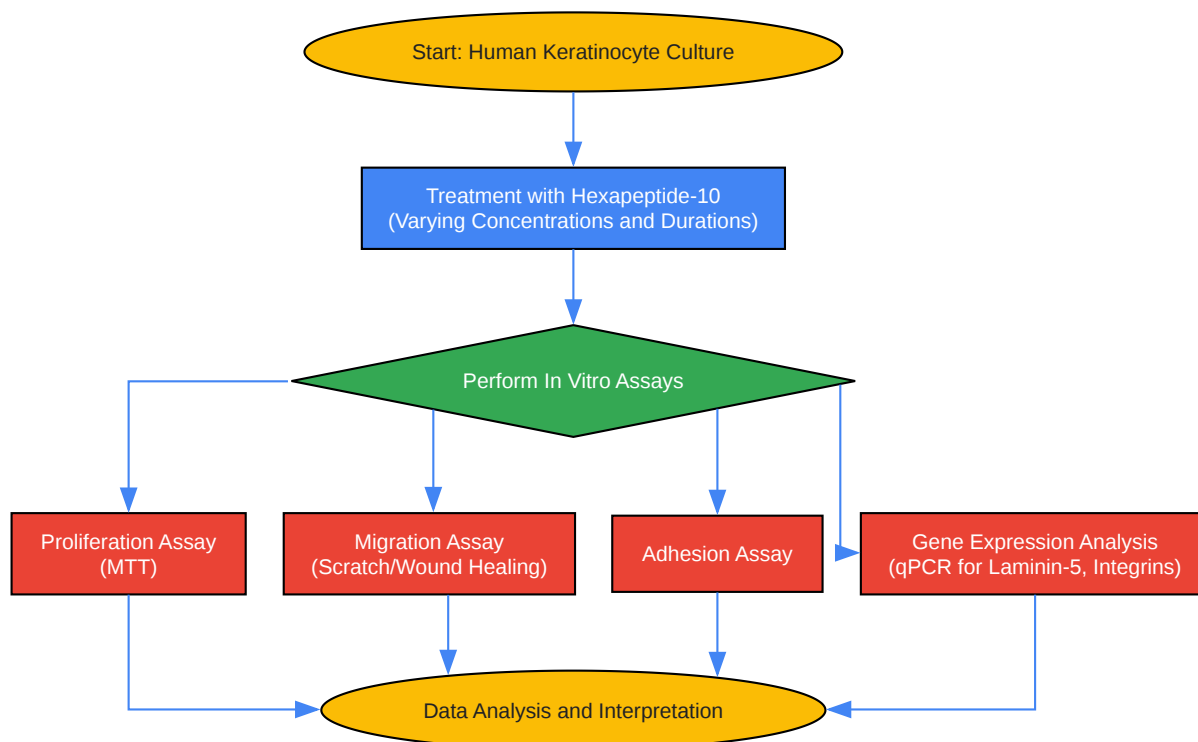 Start: Human Keratinocyte Culture
Treatment with Hexapeptide-10
(Varying Concentrations and Durations)
Perform In Vitro Assays
Proliferation Assay
(MTT)
Migration Assay
(Scratch/Wound Healing)
Adhesion Assay
Gene Expression Analysis
(qPCR for Laminin-5, Integrins)
Data Analysis and Interpretation